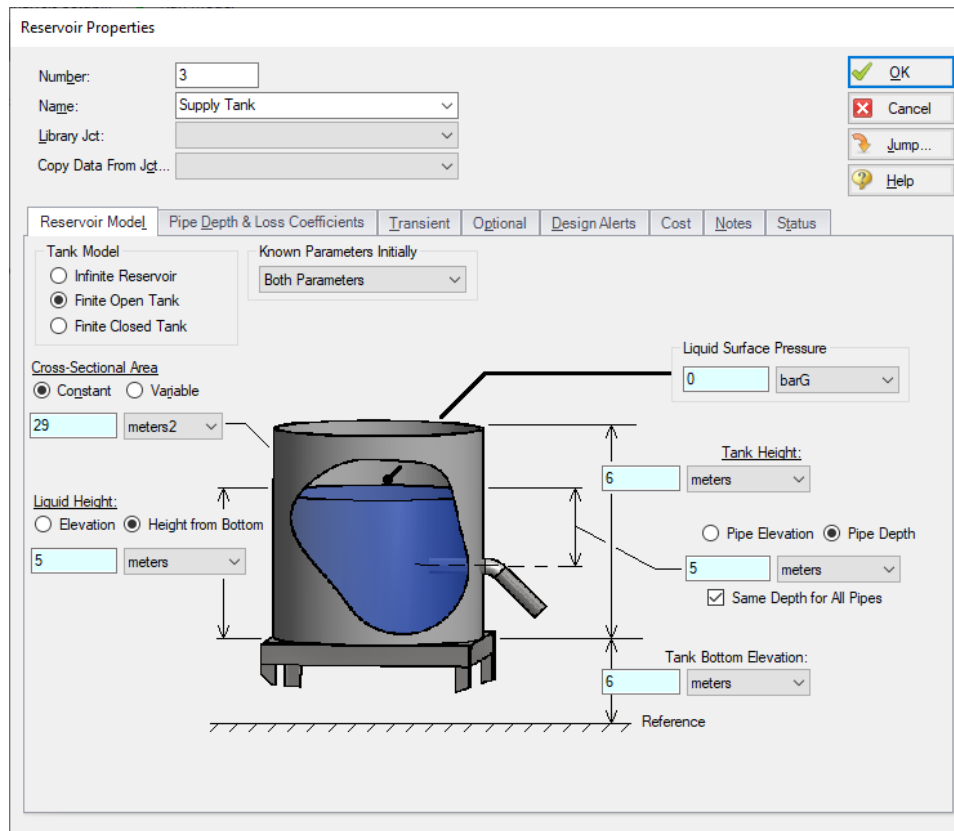 Reservoir Properties
Number: 3
Name: Supply Tank
Library Jct:
Copy Data From Jct...
OK
Cancel
Jump...
Help
Reservoir Model Pipe Depth & Loss Coefficients Transient Optional Design Alerts Cost Notes Status
Tank Model
Infinite Reservoir
Finite Open Tank
Finite Closed Tank
Known Parameters Initially
Both Parameters
Liquid Surface Pressure
0 barG
Cross-Sectional Area
Constant Variable
29 meters2
Tank Height:
6 meters
Liquid Height:
Elevation Height from Bottom
5 meters
Pipe Elevation Pipe Depth
5 meters
Same Depth for All Pipes
Tank Bottom Elevation:
6 meters
Reference